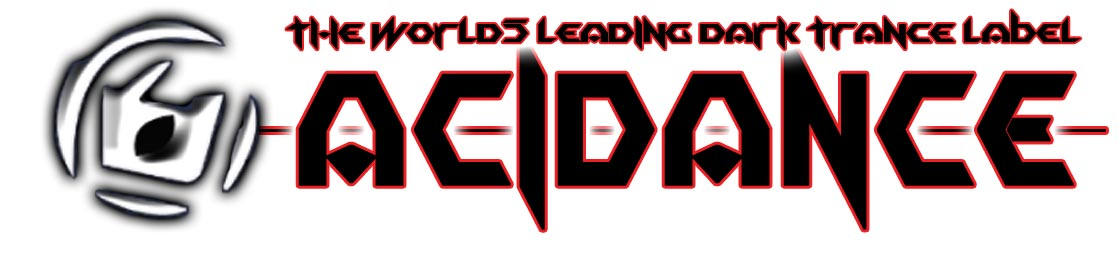 THE WORLDS LEADING DARK TRANCE LABEL
ACIDANCE